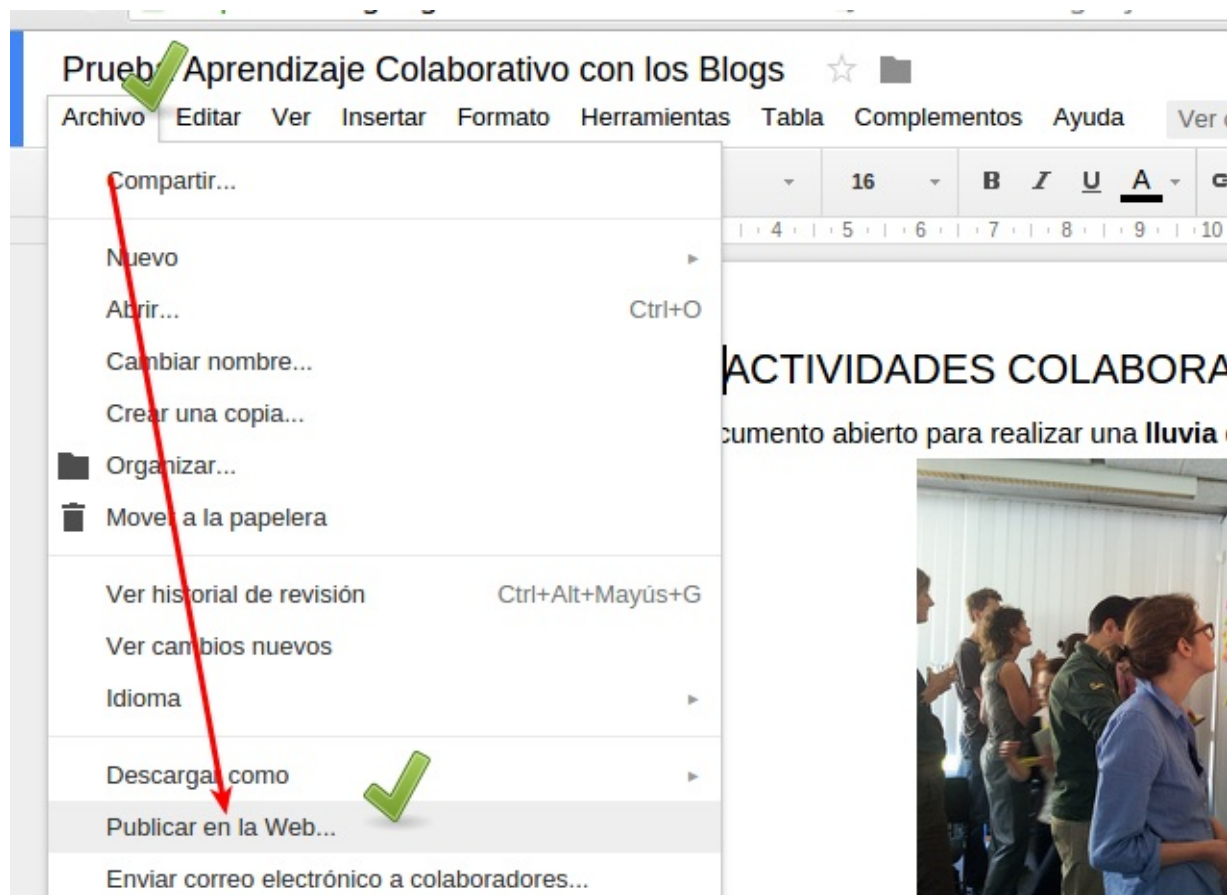 Prueba Aprendizaje Colaborativo con los Blogs
Archivo Editar Ver Insertar Formato Herramientas Tabla Complementos Ayuda Ver
16 B I U A
4 5 6 7 8 9 10
Compartir...
Nuevo
Abrir... Ctrl+O
Cambiar nombre...
Crear una copia...
Organizar...
Mover a la papelera
Ver historial de revisión Ctrl+Alt+Mayús+G
Ver cambios nuevos
Idioma
Descargar como
Publicar en la Web...
Enviar correo electrónico a colaboradores...
ACTIVIDADES COLABORA
cumento abierto para realizar una lluvia